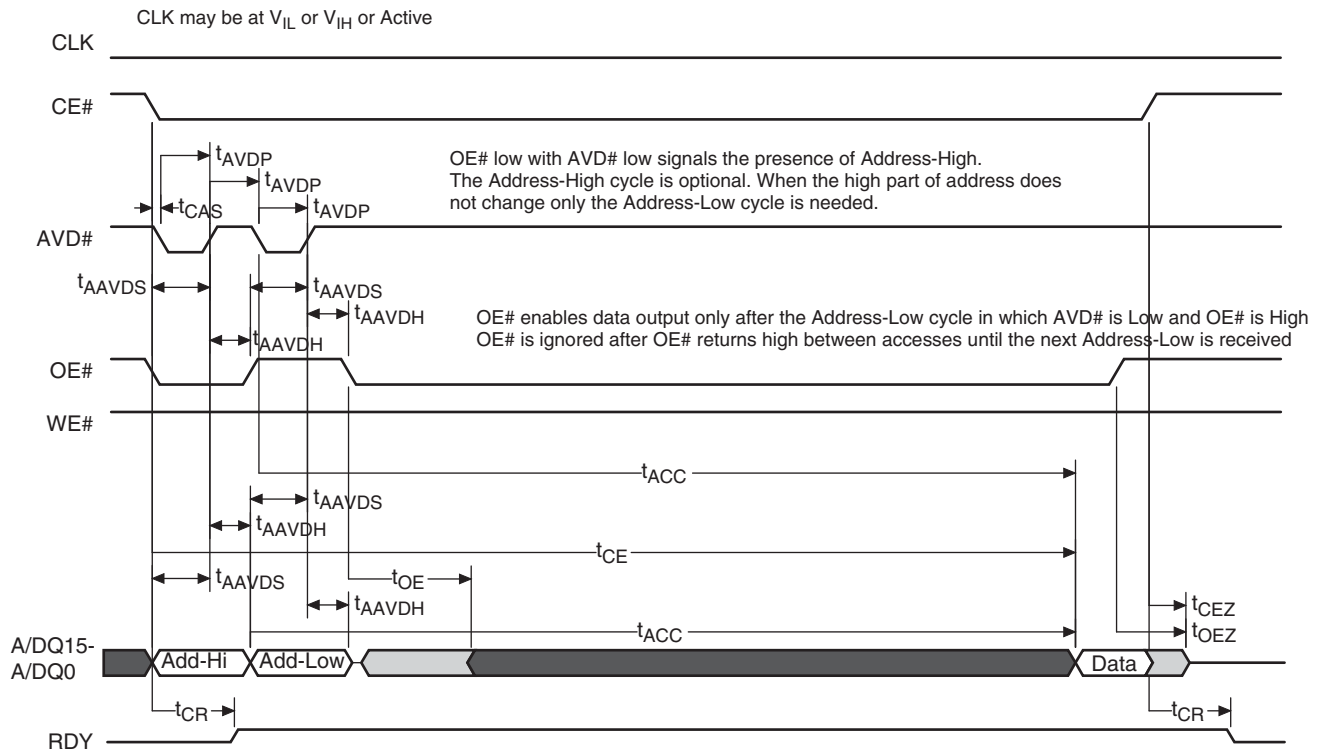 CLK may be at VIL or VIH or Active
CLK
CE#
tAVDP
tAVDP
tCAS
tAVDP
OE# low with AVD# low signals the presence of Address-High.
The Address-High cycle is optional. When the high part of address does
not change only the Address-Low cycle is needed.
AVD#
tAAVDS
tAAVDS
tAAVDH
tAAVDH
OE# enables data output only after the Address-Low cycle in which AVD# is Low and OE# is High
OE# is ignored after OE# returns high between accesses until the next Address-Low is received
OE#
WE#
tACC
tAAVDS
tAAVDH
tCE
tAAVDS
tOE
tAAVDH
tCEZ
tACC
tOEZ
A/DQ15-
A/DQ0
Add-Hi
Add-Low
Data
tCR
tCR
RDY